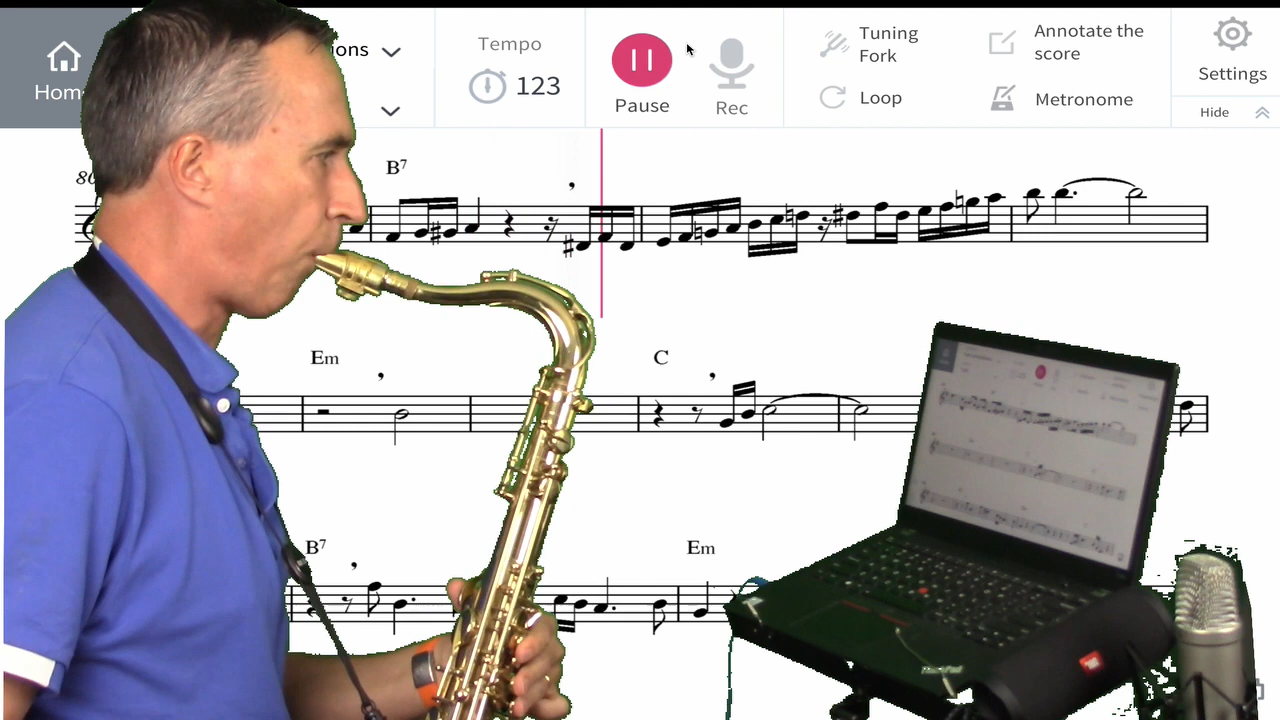 Hom
ions
Tempo
123
Pause
Rec
Tuning
Fork
Loop
Annotate the
score
Metronome
Settings
Hide
80
B7
Em
C
B7
Em